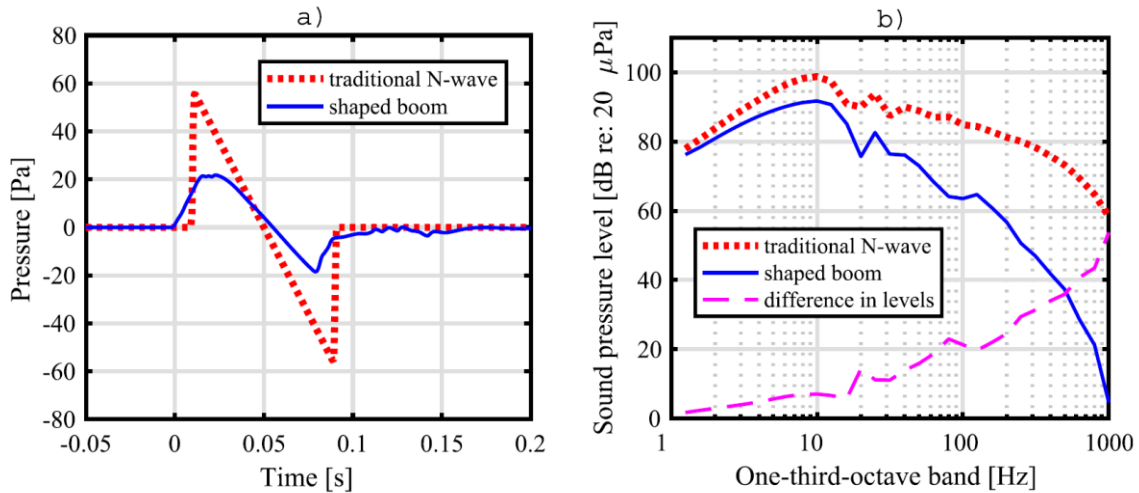 a)
80
60
40
20
0
-20
-40
-60
-80
Pressure [Pa]
traditional N-wave
shaped boom
-0.05
0
0.05
0.1
0.15
0.2
Time [s]
b)
100
80
60
40
20
0
Sound pressure level [dB re: 20 μPa]
traditional N-wave
shaped boom
difference in levels
1
10
100
1000
One-third-octave band [Hz]